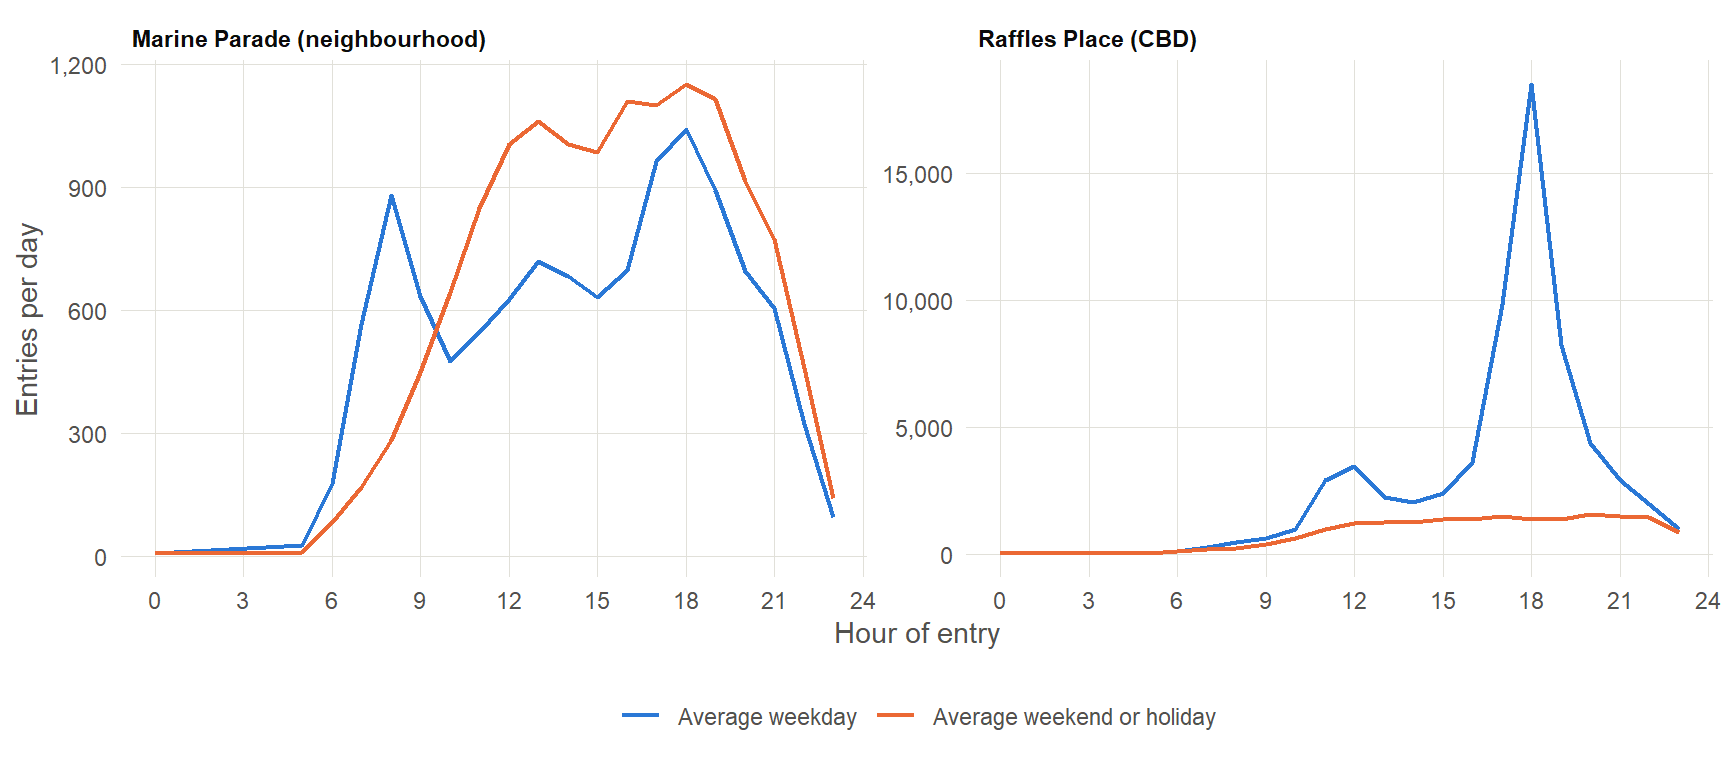 Marine Parade (neighbourhood)
Raffles Place (CBD)
Entries per day
1,200
900
600
300
0
15,000
10,000
5,000
0
0 3 6 9 12 15 18 21 24
0 3 6 9 12 15 18 21 24
Hour of entry
Average weekday
Average weekend or holiday